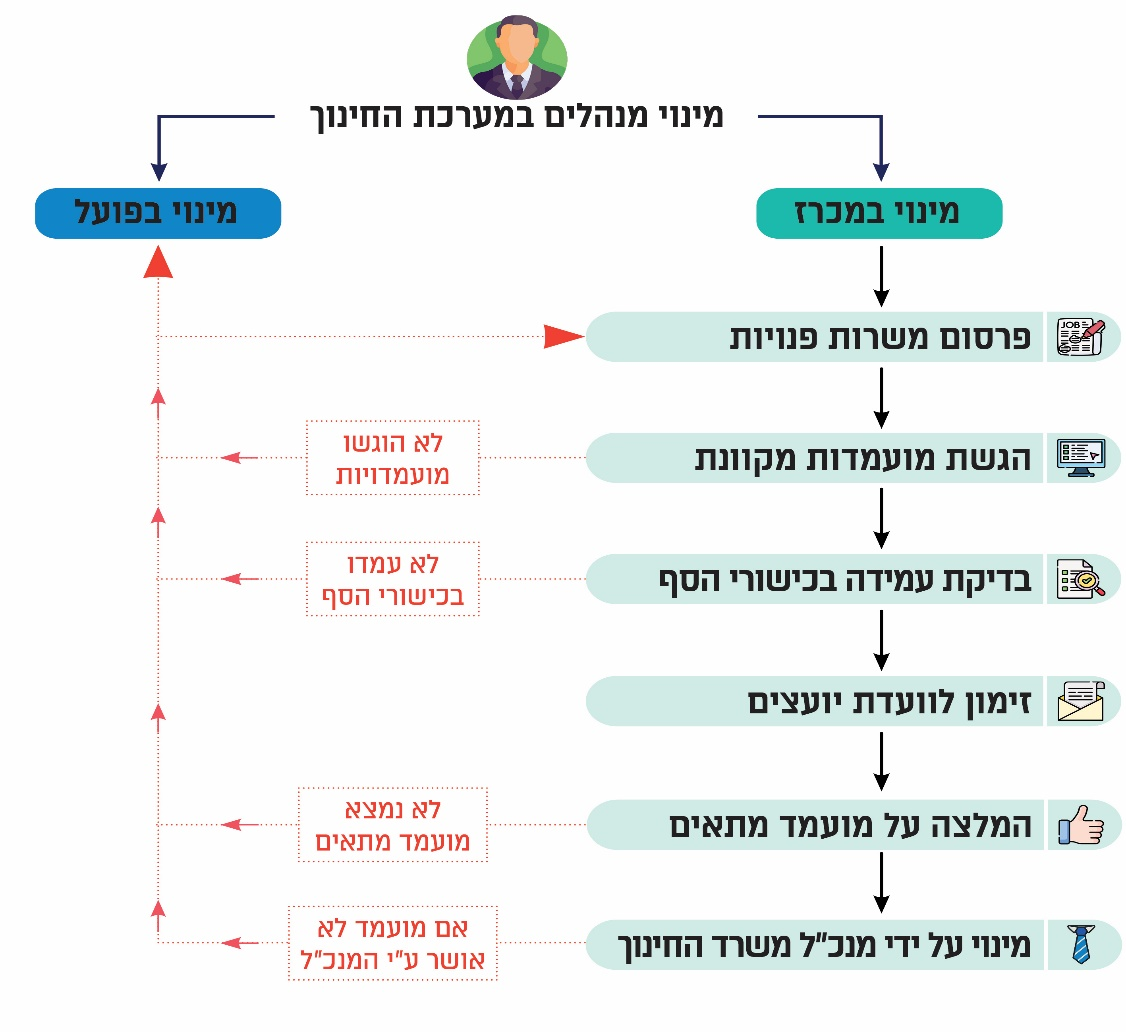 מינוי מנהלים במערכת החינוך
מינוי במכרז
מינוי בפועל
JOB
פרסום משרות פנויות
הגשת מועמדות מקוונת
לא הוגשו
מועמדויות
בדיקת עמידה בכישורי הסף
לא עמדו
בכישורי הסף
זימון לוועדת יועצים
המלצה על מועמד מתאים
לא נמצא
מועמד מתאים
מינוי על ידי מנכ"ל משרד החינוך
אם מועמד לא
אושר ע"י המנכ"ל